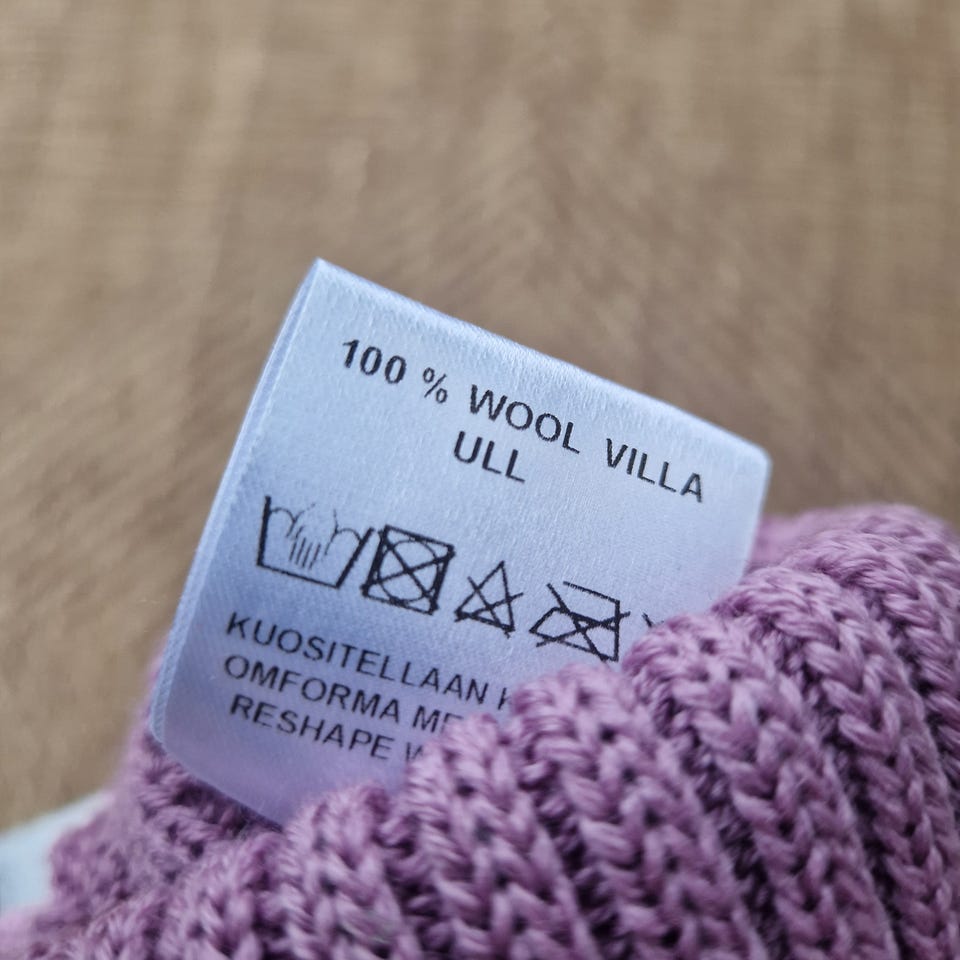 100 % WOOL VILLA
ULL
KUOSITELLAAN
OMFORMA
RESHAPE